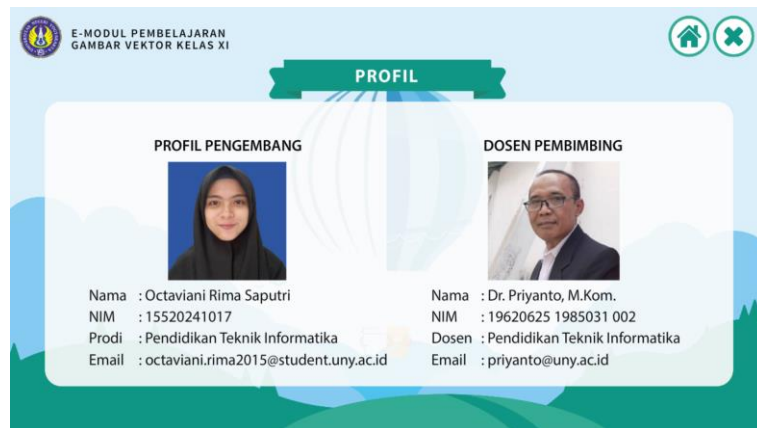 E-MODUL PEMBELAJARAN
GAMBAR VEKTOR KELAS XI
PROFIL
PROFIL PENGEMBANG
Nama : Octaviani Rima Saputri
NIM : 15520241017
Prodi : Pendidikan Teknik Informatika
Email : octaviani.rima2015@student.uny.ac.id
DOSEN PEMBIMBING
Nama : Dr. Priyanto, M.Kom.
NIM : 19620625 1985031 002
Dosen : Pendidikan Teknik Informatika
Email : priyanto@uny.ac.id